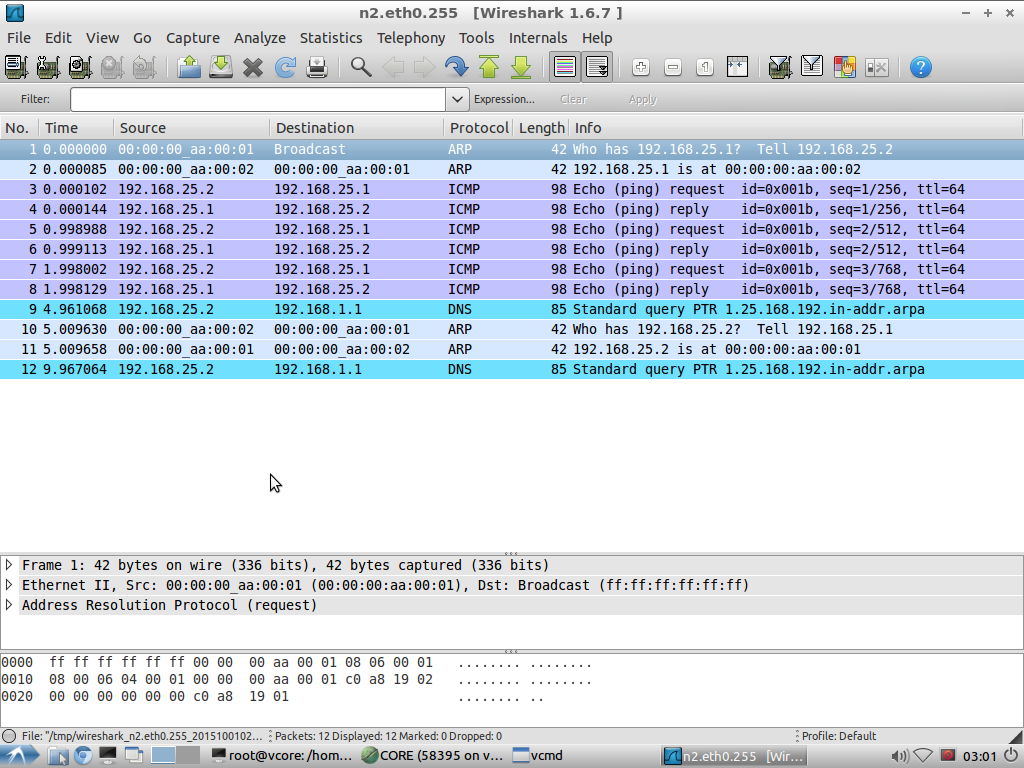 n2.eth0.255 [Wireshark 1.6.7 ]
File Edit View Go Capture Analyze Statistics Telephony Tools Internals Help
Filter: Expression... Clear Apply
No. Time Source Destination Protocol Length Info
1 0.000000 00:00:00_aa:00:01 Broadcast ARP 42 Who has 192.168.25.1? Tell 192.168.25.2
2 0.000085 00:00:00_aa:00:02 00:00:00_aa:00:01 ARP 42 192.168.25.1 is at 00:00:00:aa:00:02
3 0.000102 192.168.25.2 192.168.25.1 ICMP 98 Echo (ping) request id=0x001b, seq=1/256, ttl=64
4 0.000144 192.168.25.1 192.168.25.2 ICMP 98 Echo (ping) reply id=0x001b, seq=1/256, ttl=64
5 0.998988 192.168.25.2 192.168.25.1 ICMP 98 Echo (ping) request id=0x001b, seq=2/512, ttl=64
6 0.999113 192.168.25.1 192.168.25.2 ICMP 98 Echo (ping) reply id=0x001b, seq=2/512, ttl=64
7 1.998002 192.168.25.2 192.168.25.1 ICMP 98 Echo (ping) request id=0x001b, seq=3/768, ttl=64
8 1.998129 192.168.25.1 192.168.25.2 ICMP 98 Echo (ping) reply id=0x001b, seq=3/768, ttl=64
9 4.961068 192.168.25.2 192.168.1.1 DNS 85 Standard query PTR 1.25.168.192.in-addr.arpa
10 5.009630 00:00:00_aa:00:02 00:00:00_aa:00:01 ARP 42 Who has 192.168.25.2? Tell 192.168.25.1
11 5.009658 00:00:00_aa:00:01 00:00:00_aa:00:02 ARP 42 192.168.25.2 is at 00:00:00:aa:00:01
12 9.967064 192.168.25.2 192.168.1.1 DNS 85 Standard query PTR 1.25.168.192.in-addr.arpa
Frame 1: 42 bytes on wire (336 bits), 42 bytes captured (336 bits)
Ethernet II, Src: 00:00:00_aa:00:01 (00:00:00:aa:00:01), Dst: Broadcast (ff:ff:ff:ff:ff:ff)
Address Resolution Protocol (request)
0000 ff ff ff ff ff ff 00 00 00 aa 00 01 08 06 00 01 ........ ........
0010 08 00 06 04 00 01 00 00 00 aa 00 01 c0 a8 19 02 ........ ........
0020 00 00 00 00 00 00 c0 a8 19 01 ........ ..
File: "/tmp/wireshark_n2.eth0.255_2015100102... Packets: 12 Displayed: 12 Marked: 0 Dropped: 0 Profile: Default
root@vcore: /hom... CORE (58395 on v... vcmd n2.eth0.255 [Wir... 03:01